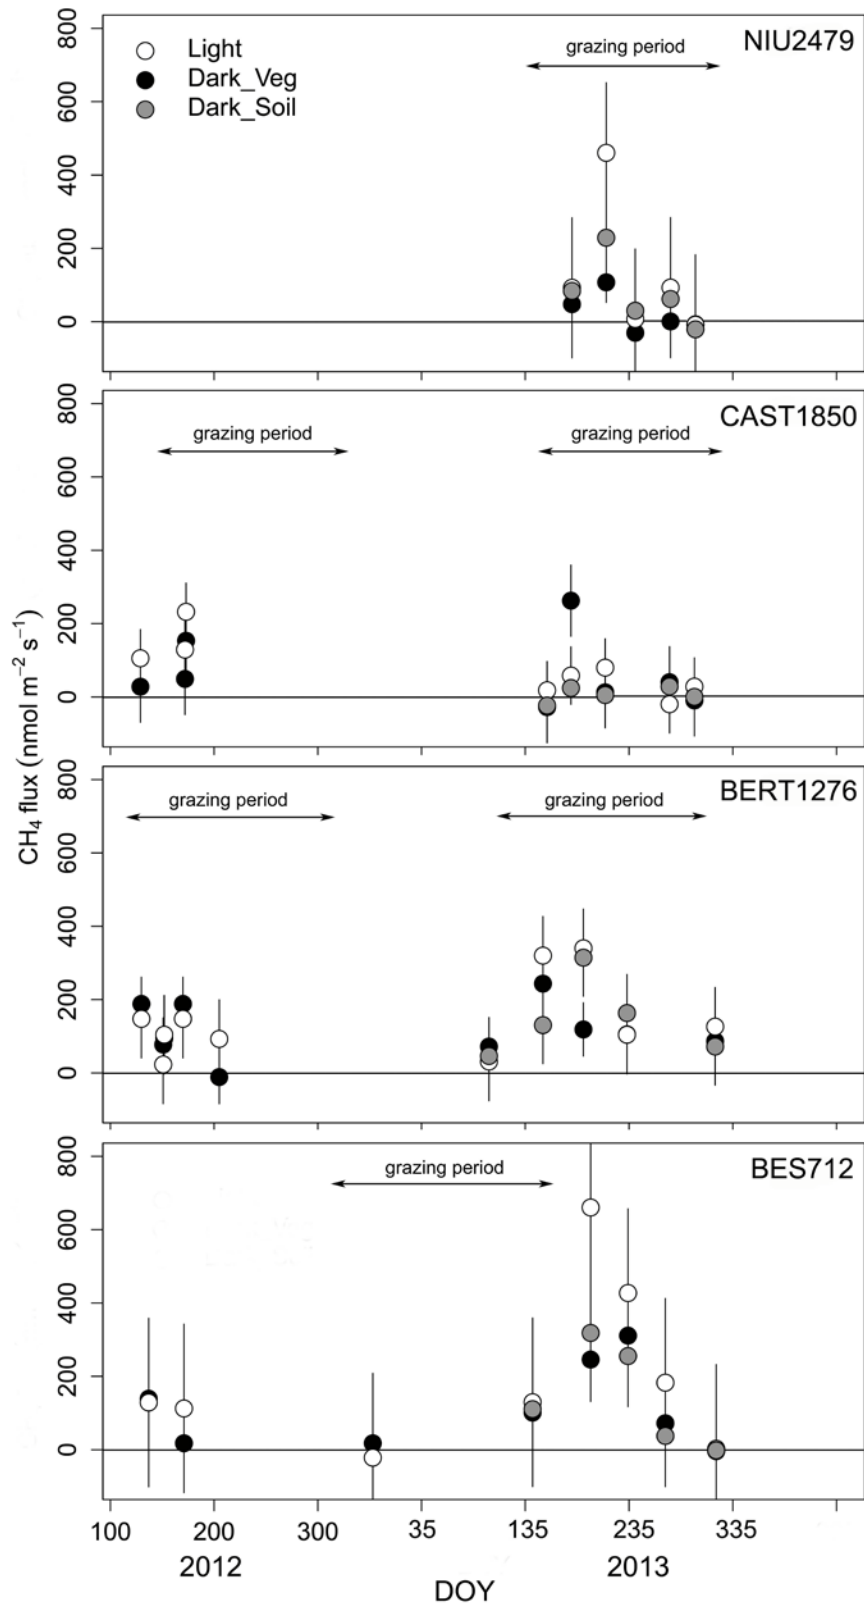 800
600
400
200
0
Light
Dark_Veg
Dark_Soil
grazing period
NIU2479
800
600
400
200
0
grazing period
grazing period
CAST1850
CH₄ flux (nmol m⁻² s⁻¹)
800
600
400
200
0
grazing period
grazing period
BERT1276
800
600
400
200
0
grazing period
BES712
100 200 300 35 135 235 335
2012 2013
DOY